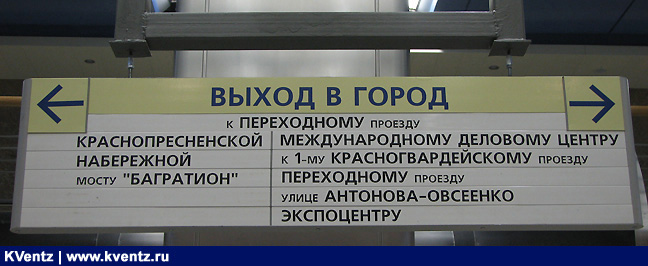 ВЫХОД В ГОРОД
К ПЕРЕХОДНОМУ ПРОЕЗДУ
КРАСНОПРЕСНЕНСКОЙ
НАБЕРЕЖНОЙ
МОСТУ "БАГРАТИОН"
МЕЖДУНАРОДНОМУ ДЕЛОВОМУ ЦЕНТРУ
К 1-МУ КРАСНОГВАРДЕЙСКОМУ ПРОЕЗДУ
ПЕРЕХОДНОМУ ПРОЕЗДУ
УЛИЦЕ АНТОНОВА-ОВСЕЕНКО
ЭКСПОЦЕНТРУ
KVentz | www.kventz.ru